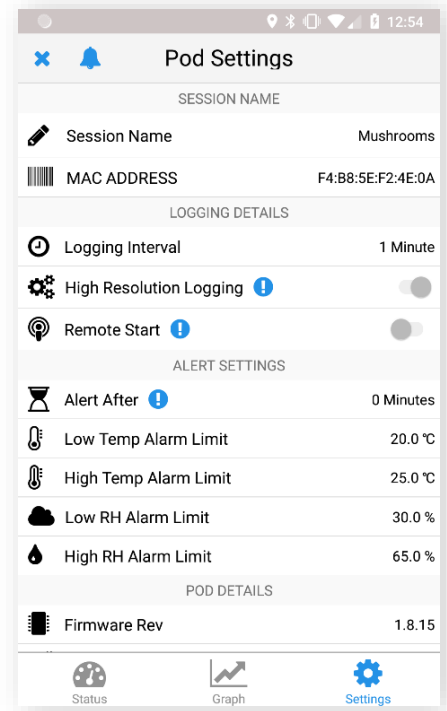 12:54
Pod Settings
SESSION NAME
Session Name Mushrooms
MAC ADDRESS F4:B8:5E:F2:4E:0A
LOGGING DETAILS
Logging Interval 1 Minute
High Resolution Logging
Remote Start
ALERT SETTINGS
Alert After 0 Minutes
Low Temp Alarm Limit 20.0 ℃
High Temp Alarm Limit 25.0 ℃
Low RH Alarm Limit 30.0 %
High RH Alarm Limit 65.0 %
POD DETAILS
Firmware Rev 1.8.15
Status Graph Settings